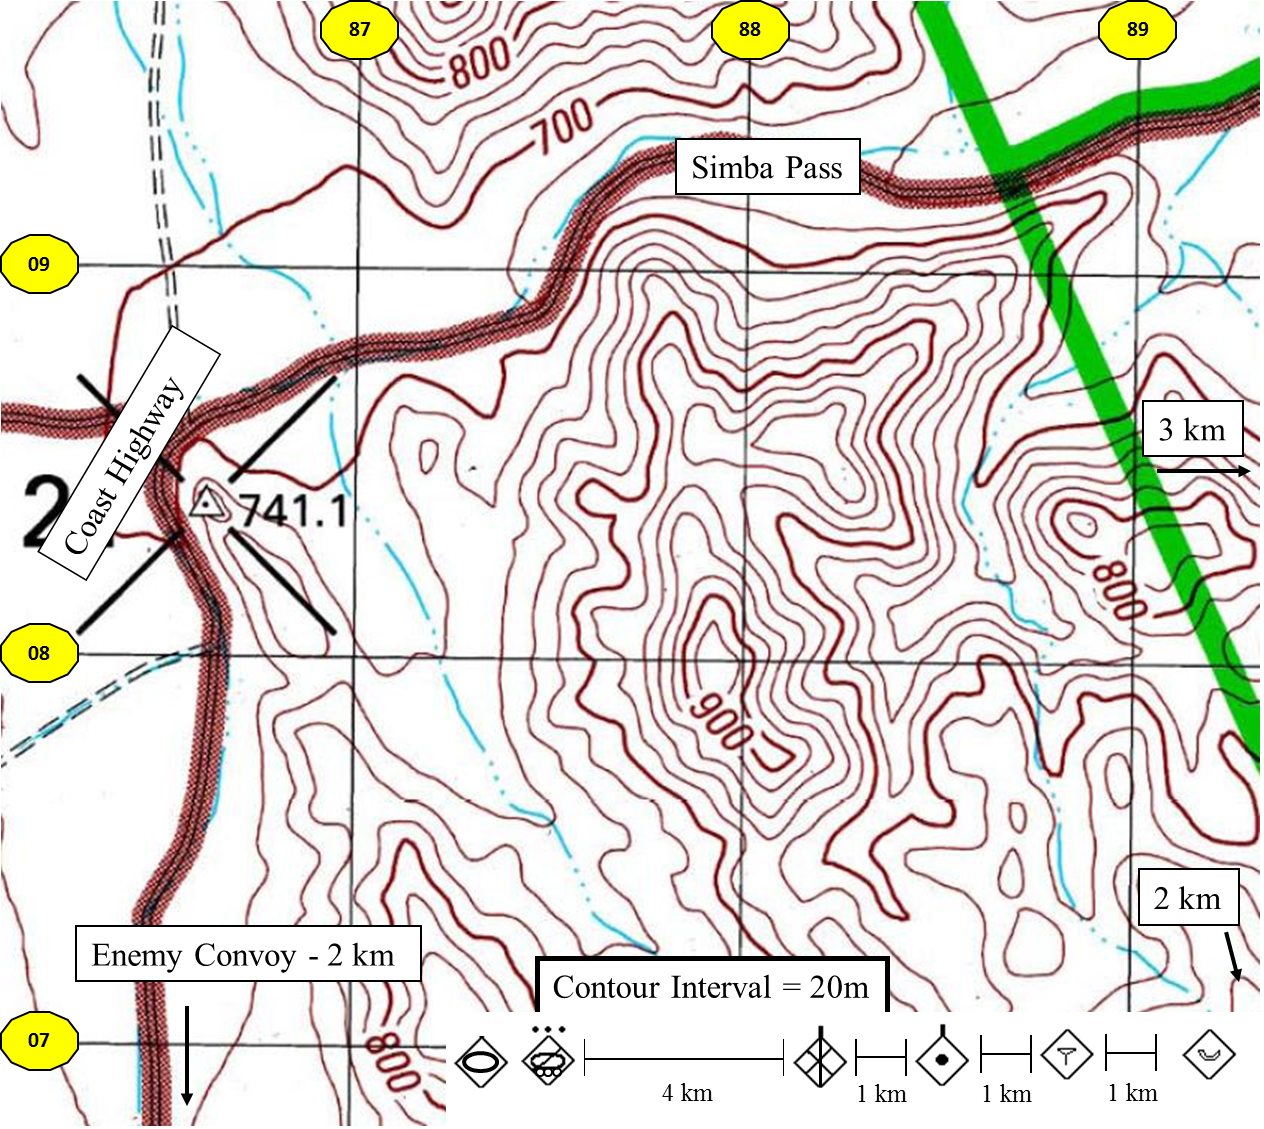 87
88
89
800
700
Simba Pass
09
Coast Highway
3 km
2
741.1
800
08
900
2 km
Enemy Convoy - 2 km
Contour Interval = 20m
07
800
4 km
1 km
1 km
1 km